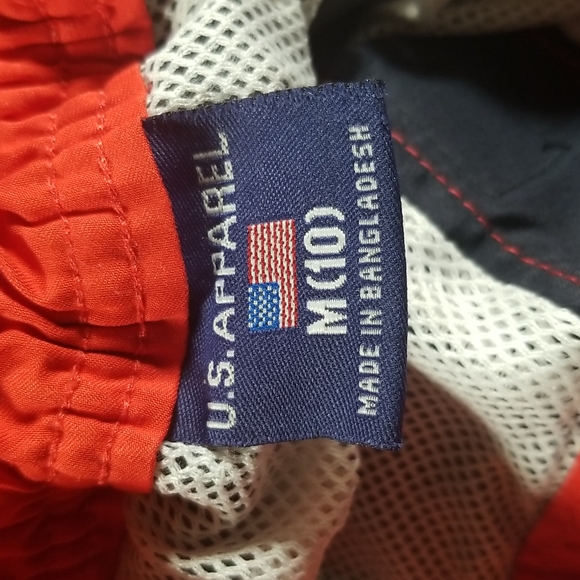 U.S. APPAREL
M (10)
MADE IN BANGLADESH